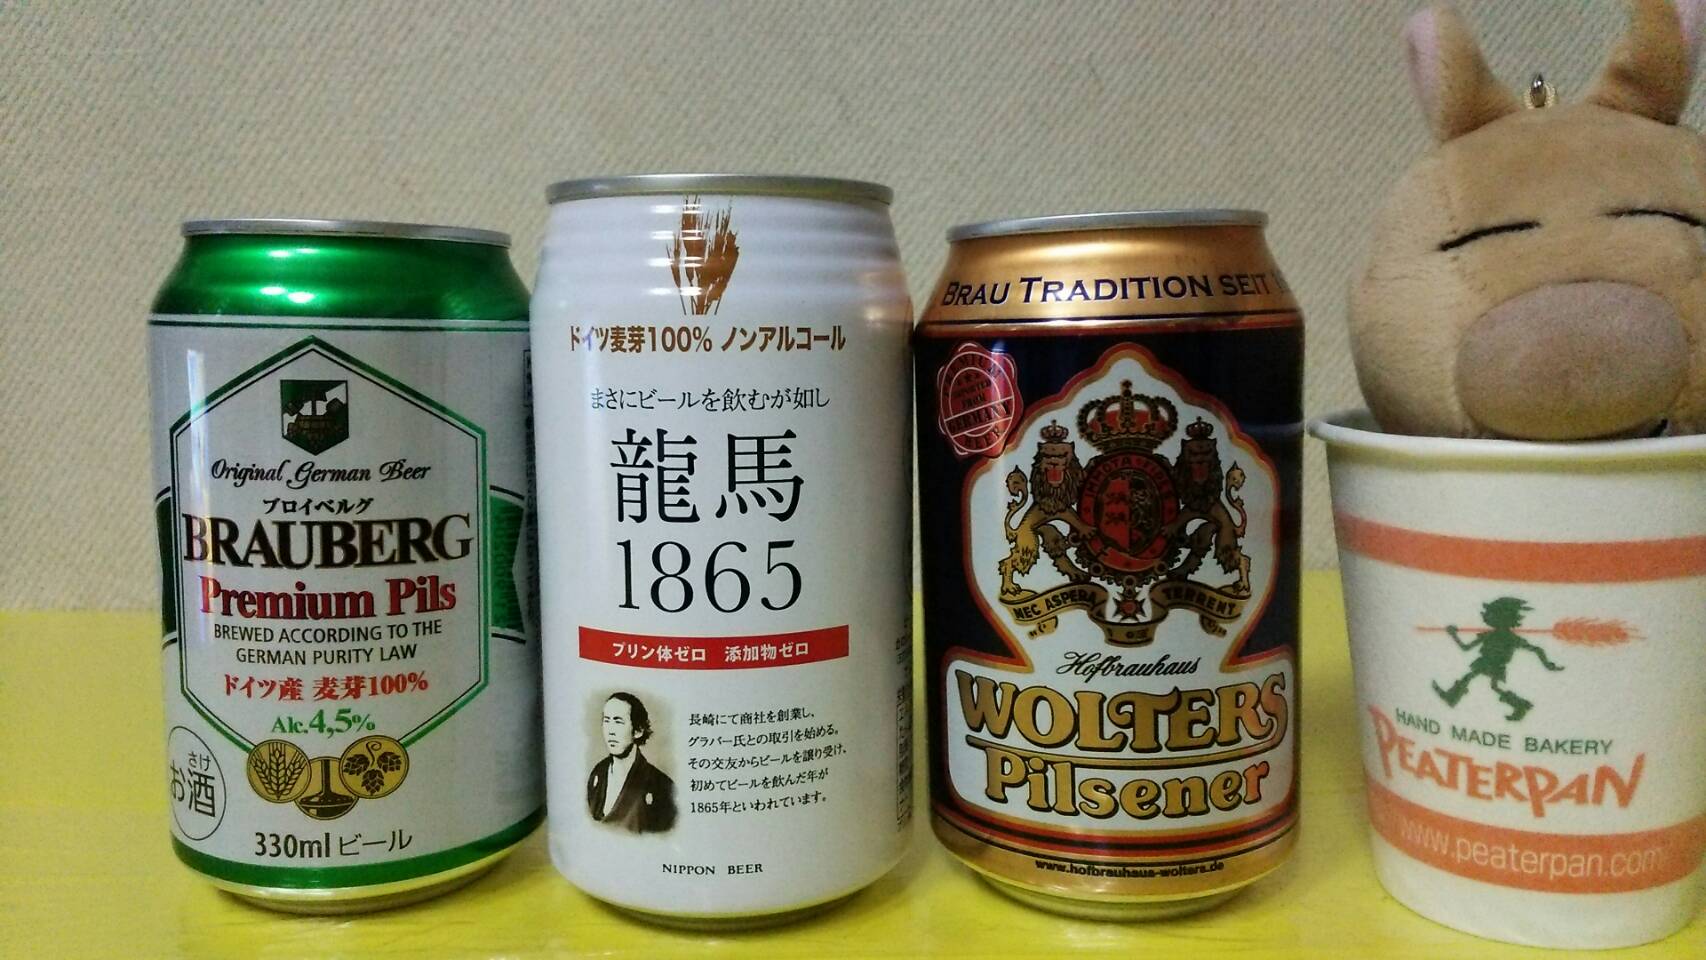 Original German Beer
ブロイベルグ
BRAUBERG
Premium Pils
BREWED ACCORDING TO THE
GERMAN PURITY LAW
ドイツ産 麦芽100%
Alc.4,5%
さけ
お酒
330ml ビール
ドイツ麦芽100% ノンアルコール
まさにビールを飲むが如し
龍馬
1865
プリン体ゼロ 添加物ゼロ
長崎にて商社を創業し、
グラバー氏との取引を始める。
その交友からビールを譲り受け、
初めてビールを飲んだ年が
1865年といわれています。
NIPPON BEER
BRAU TRADITION SEIT
PREMIUM
IMPORTED
FROM
GERMANY
BEER
NEC ASPERA TERRENT
Hofbrauhaus
WOLTERS
Pilsener
www.hofbrauhaus-wolters.de
HAND MADE BAKERY
PEATERPAN
www.peaterpan.com